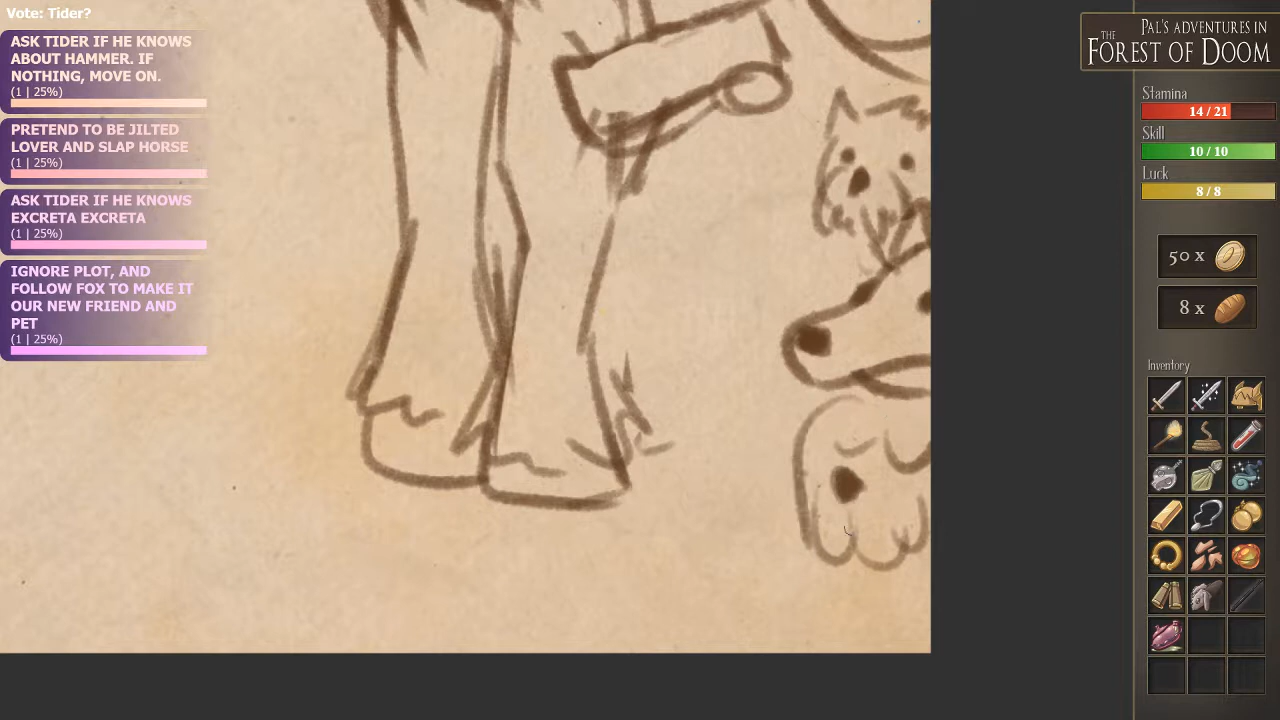 Vote: Tider?
ASK TIDER IF HE KNOWS
ABOUT HAMMER. IF
NOTHING, MOVE ON.
(1 | 25%)
PRETEND TO BE JILTED
LOVER AND SLAP HORSE
(1 | 25%)
ASK TIDER IF HE KNOWS
EXCRETA EXCRETA
(1 | 25%)
IGNORE PLOT, AND
FOLLOW FOX TO MAKE IT
OUR NEW FRIEND AND
PET
(1 | 25%)
PAL'S ADVENTURES IN
THE FOREST OF DOOM
Stamina
14 / 21
Skill
10 / 10
Luck
8 / 8
50 x
8 x
Inventory